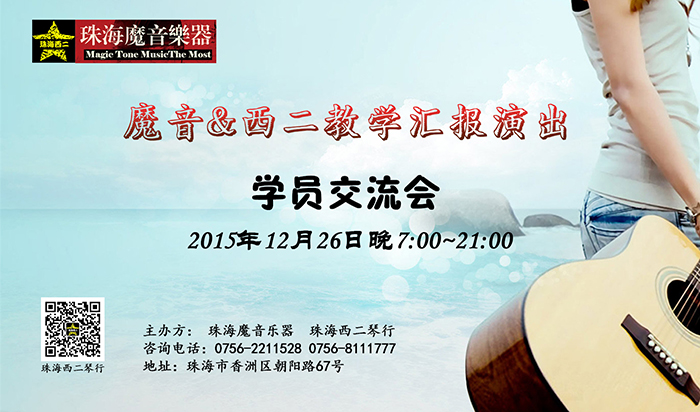 珠海西二
珠海魔音樂器
Magic Tone MusicThe Most
魔音&西二教学汇报演出
学员交流会
2015年12月26日晚7:00~21:00
主办方： 珠海魔音乐器 珠海西二琴行
咨询电话：0756-2211528 0756-8111777
地址：珠海市香洲区朝阳路67号
珠海西二琴行